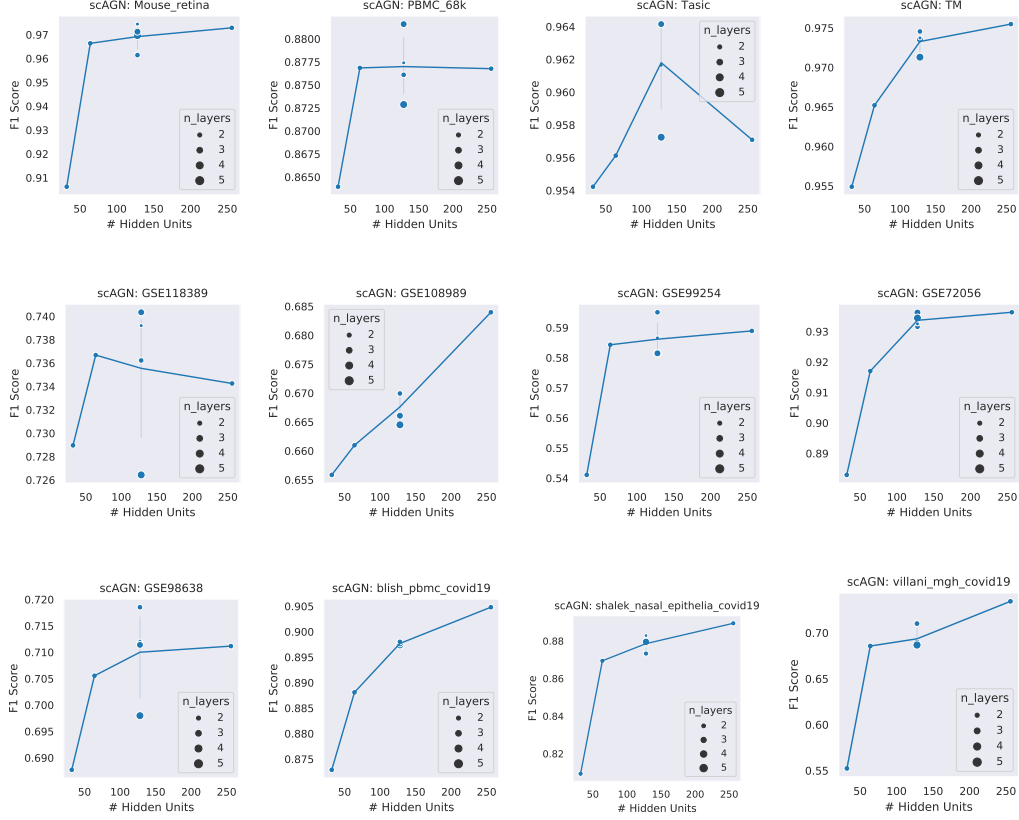 scAGN: Mouse_retina
F1 Score
0.97
0.96
0.95
0.94
0.93
0.92
0.91
n_layers
2
3
4
5
50 100 150 200 250
# Hidden Units
scAGN: PBMC_68k
F1 Score
0.8800
0.8775
0.8750
0.8725
0.8700
0.8675
0.8650
n_layers
2
3
4
5
50 100 150 200 250
# Hidden Units
scAGN: Tasic
F1 Score
0.964
0.962
0.960
0.958
0.956
0.954
n_layers
2
3
4
5
50 100 150 200 250
# Hidden Units
scAGN: TM
F1 Score
0.975
0.970
0.965
0.960
0.955
n_layers
2
3
4
5
50 100 150 200 250
# Hidden Units
scAGN: GSE118389
F1 Score
0.740
0.738
0.736
0.734
0.732
0.730
0.728
0.726
n_layers
2
3
4
5
50 100 150 200 250
# Hidden Units
scAGN: GSE108989
F1 Score
0.685
0.680
0.675
0.670
0.665
0.660
0.655
n_layers
2
3
4
5
50 100 150 200 250
# Hidden Units
scAGN: GSE99254
F1 Score
0.59
0.58
0.57
0.56
0.55
0.54
n_layers
2
3
4
5
50 100 150 200 250
# Hidden Units
scAGN: GSE72056
F1 Score
0.93
0.92
0.91
0.90
0.89
n_layers
2
3
4
5
50 100 150 200 250
# Hidden Units
scAGN: GSE98638
F1 Score
0.720
0.715
0.710
0.705
0.700
0.695
0.690
n_layers
2
3
4
5
50 100 150 200 250
# Hidden Units
scAGN: blish_pbmc_covid19
F1 Score
0.905
0.900
0.895
0.890
0.885
0.880
0.875
n_layers
2
3
4
5
50 100 150 200 250
# Hidden Units
scAGN: shalek_nasal_epithelia_covid19
F1 Score
0.88
0.86
0.84
0.82
n_layers
2
3
4
5
50 100 150 200 250
# Hidden Units
scAGN: villani_mgh_covid19
F1 Score
0.70
0.65
0.60
0.55
n_layers
2
3
4
5
50 100 150 200 250
# Hidden Units